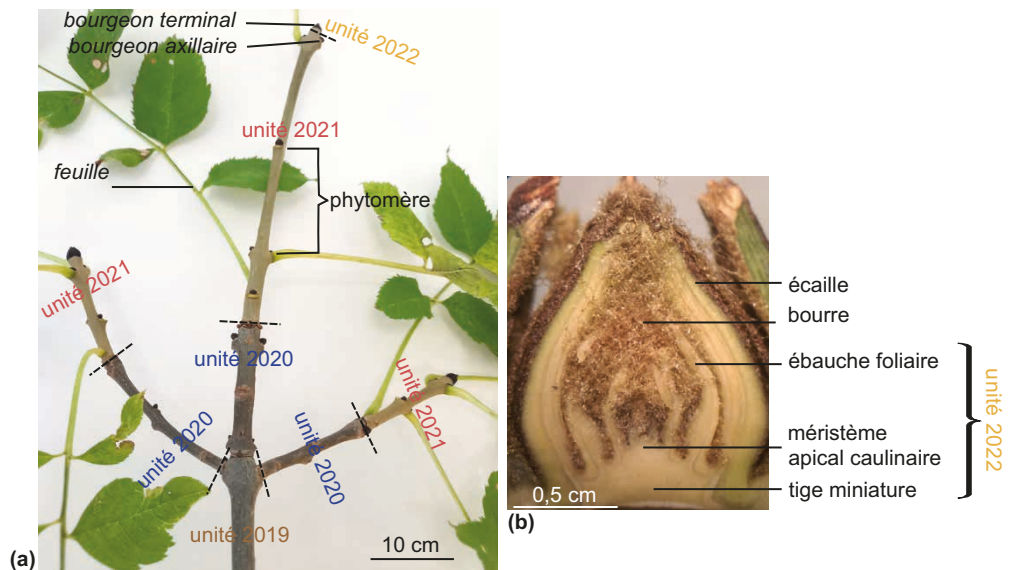 bourgeon terminal
bourgeon axillaire
unité 2022
unité 2021
feuille
phytomère
unité 2021
unité 2020
unité 2021
unité 2020
unité 2020
unité 2019
10 cm
(a)
écaille
bourre
ébauche foliaire
méristème
apical caulinaire
tige miniature
unité 2022
0,5 cm
(b)